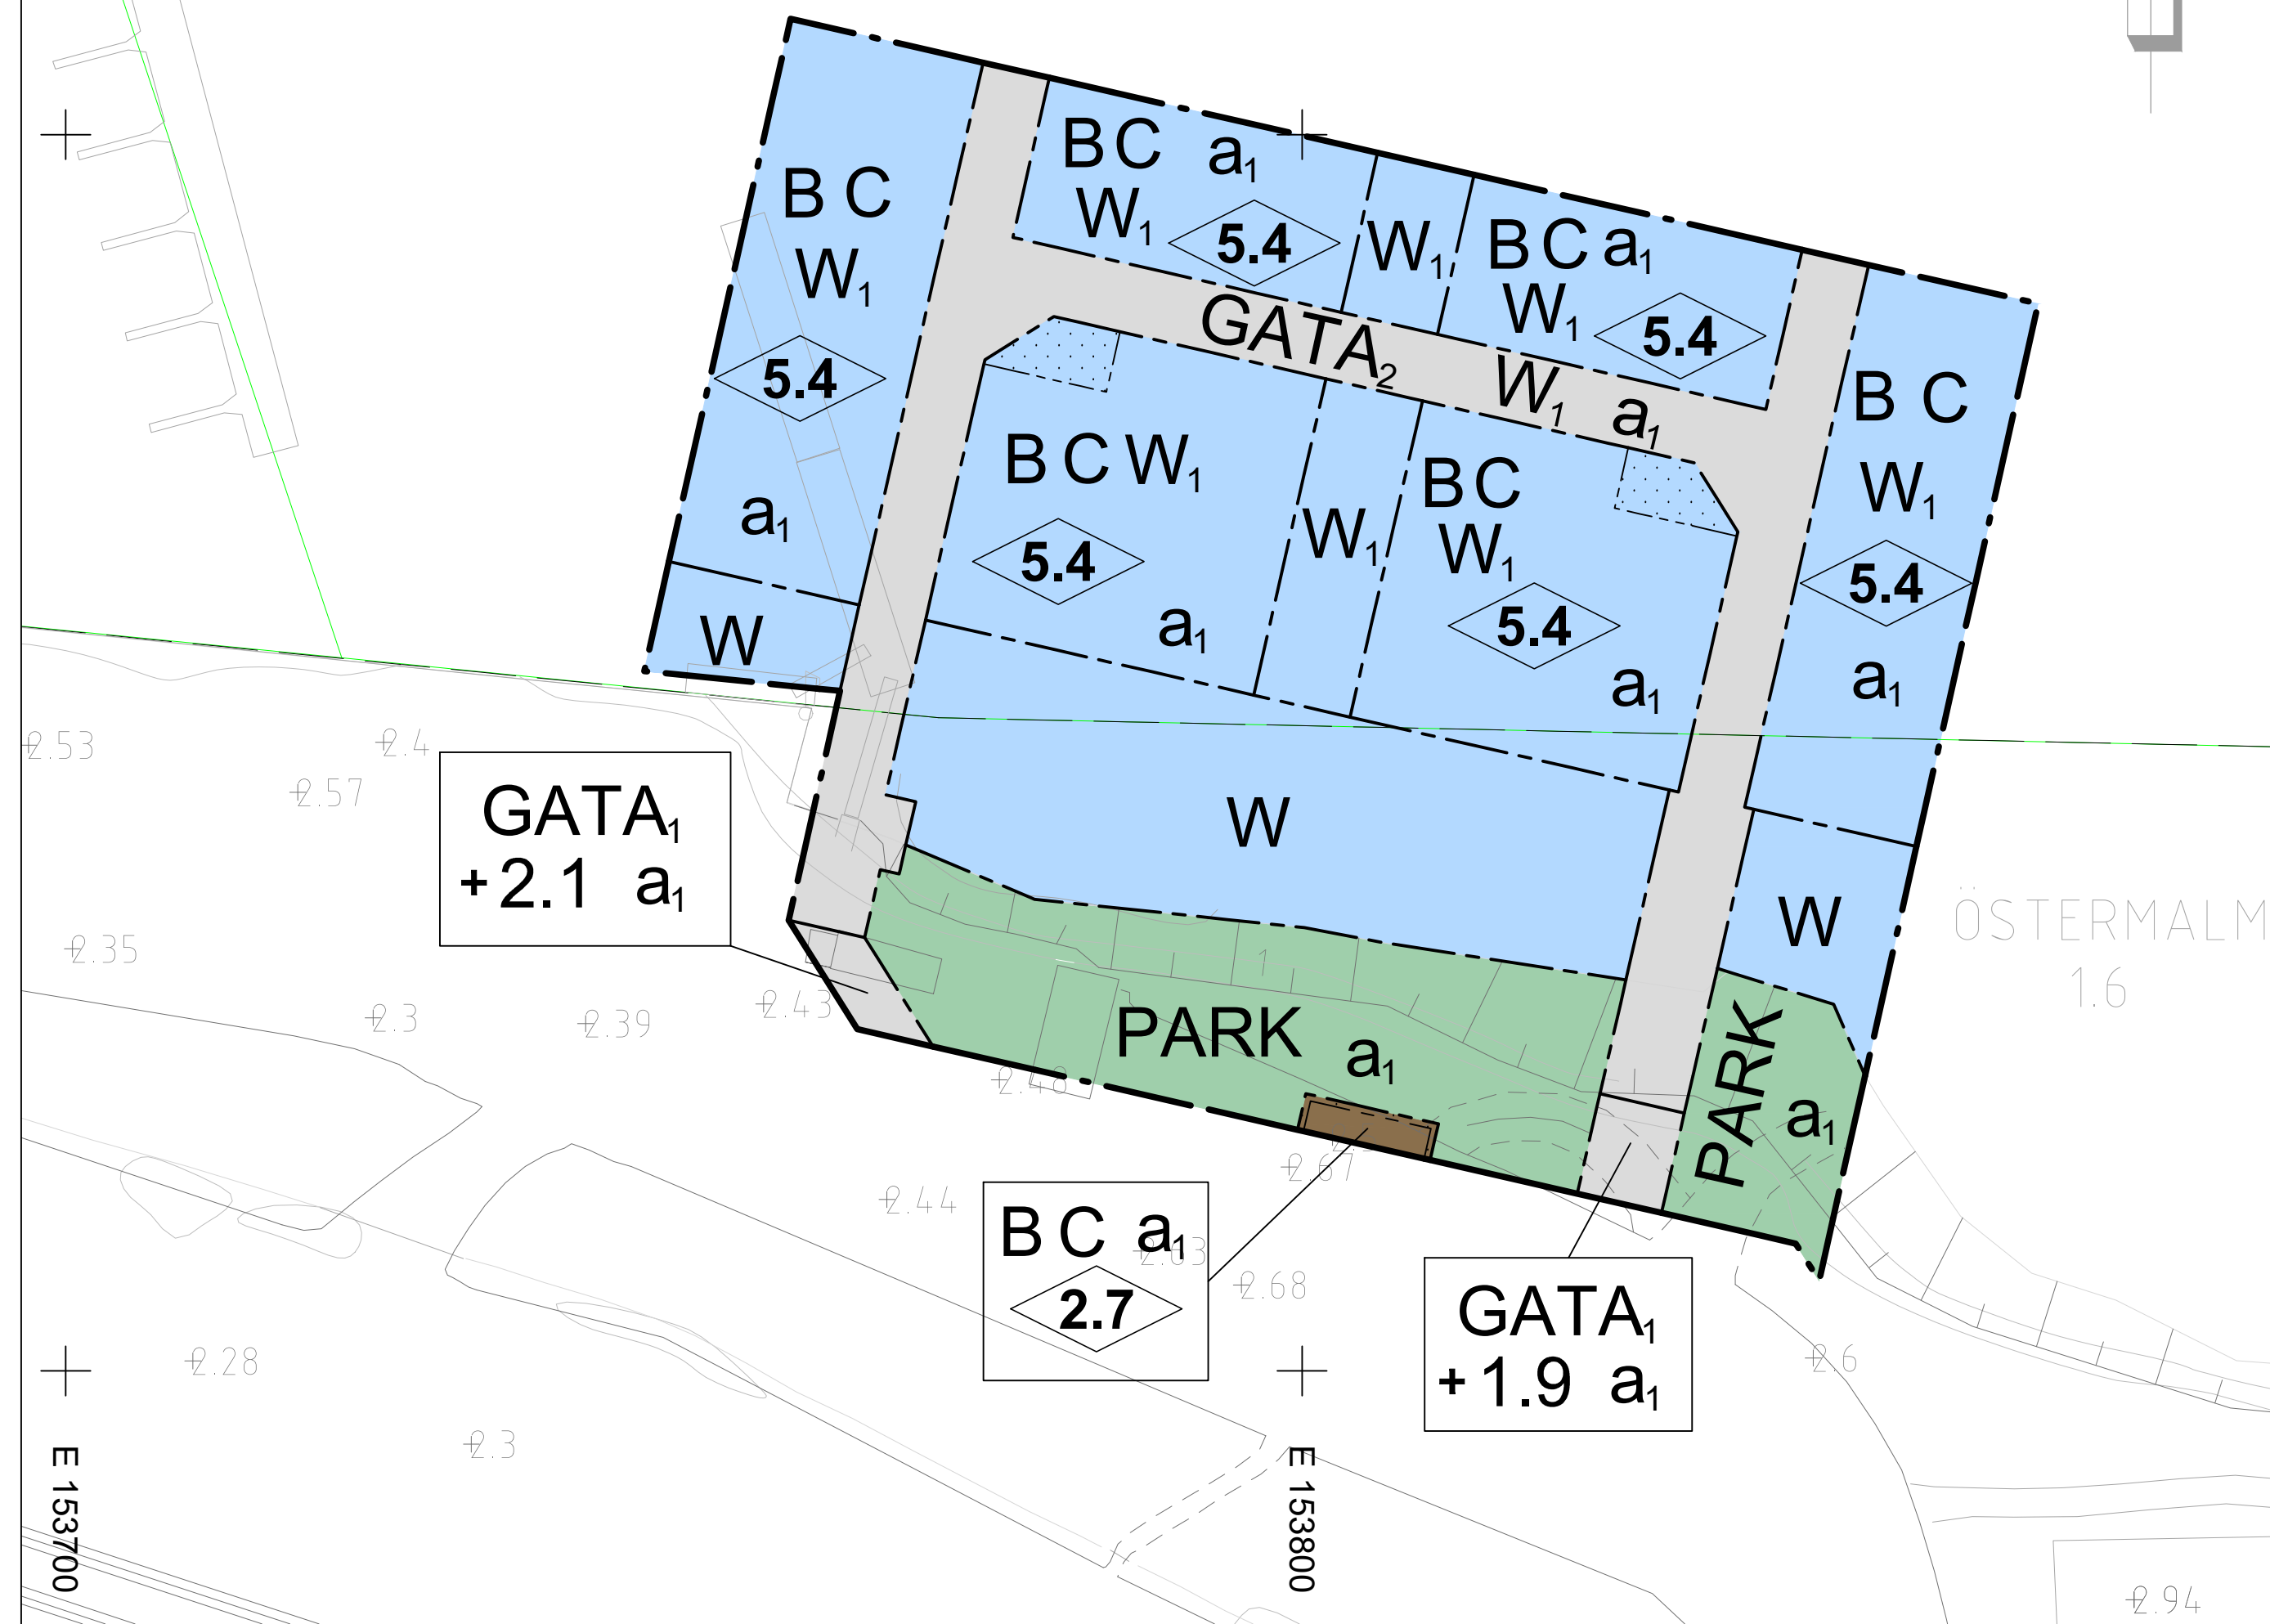 B C a₁
W₁
5.4
W₁
B C
W₁
5.4
B C a₁
W₁
5.4
GATA₂
W₁ a₁
B C
W₁
5.4
a₁
B C W₁
5.4
a₁
W₁
B C
W₁
5.4
a₁
a₁
W
W
W
GATA₁
+2.1 a₁
PARK a₁
PARK
a₁
B C a₁
2.7
GATA₁
+1.9 a₁
ÖSTERMALM
1.6
1
2.53
2.4
2.57
2.35
2.3
2.39
2.43
2.48
2.44
2.67
2.63
2.68
2.28
2.3
2.6
2.94
E 153700
E 153800